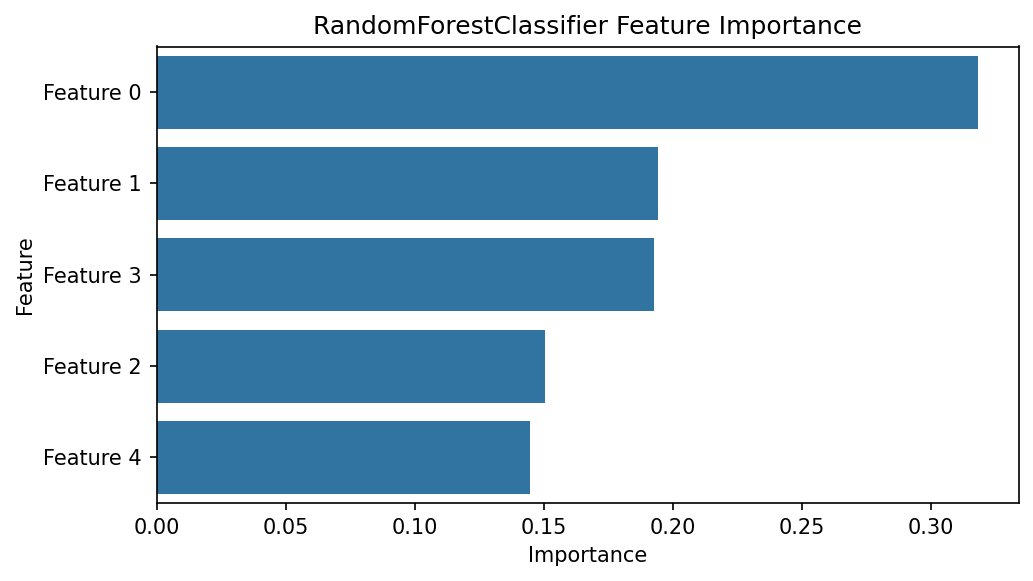 RandomForestClassifier Feature Importance
Feature 0
Feature 1
Feature 3
Feature 2
Feature 4
Feature
0.00 0.05 0.10 0.15 0.20 0.25 0.30
Importance